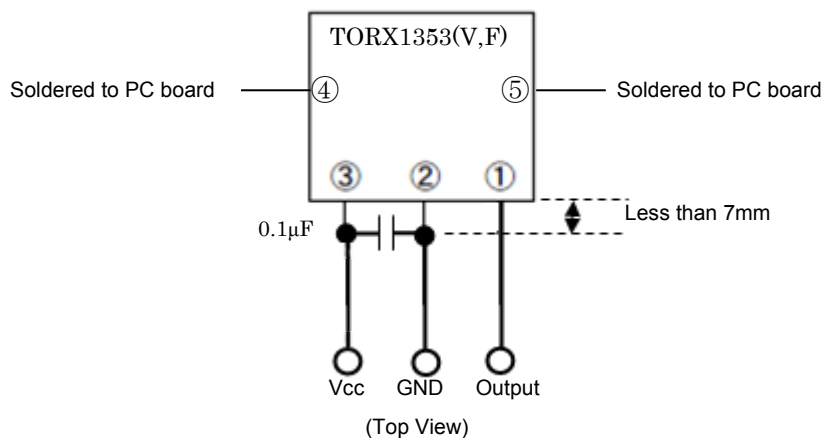 TORX1353(V,F)
Soldered to PC board
④
⑤
Soldered to PC board
③
②
①
0.1μF
Less than 7mm
Vcc
GND
Output
(Top View)